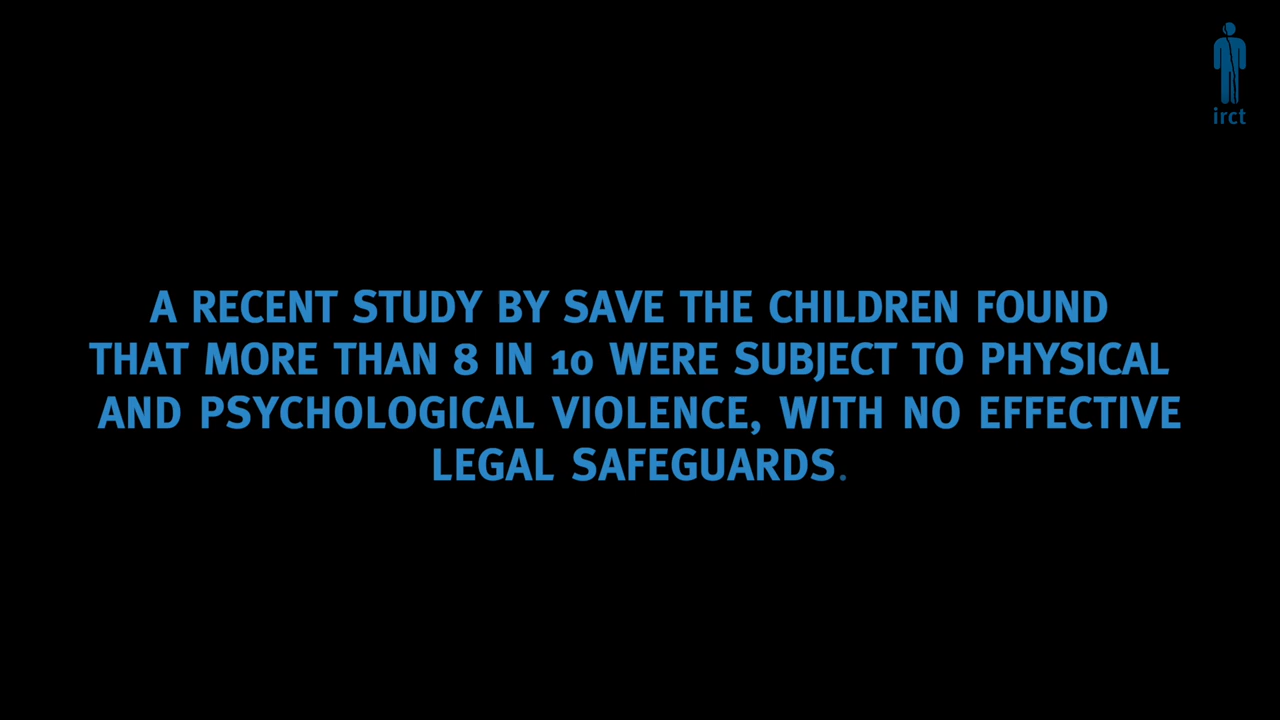 irct
A RECENT STUDY BY SAVE THE CHILDREN FOUND
THAT MORE THAN 8 IN 10 WERE SUBJECT TO PHYSICAL
AND PSYCHOLOGICAL VIOLENCE, WITH NO EFFECTIVE
LEGAL SAFEGUARDS.